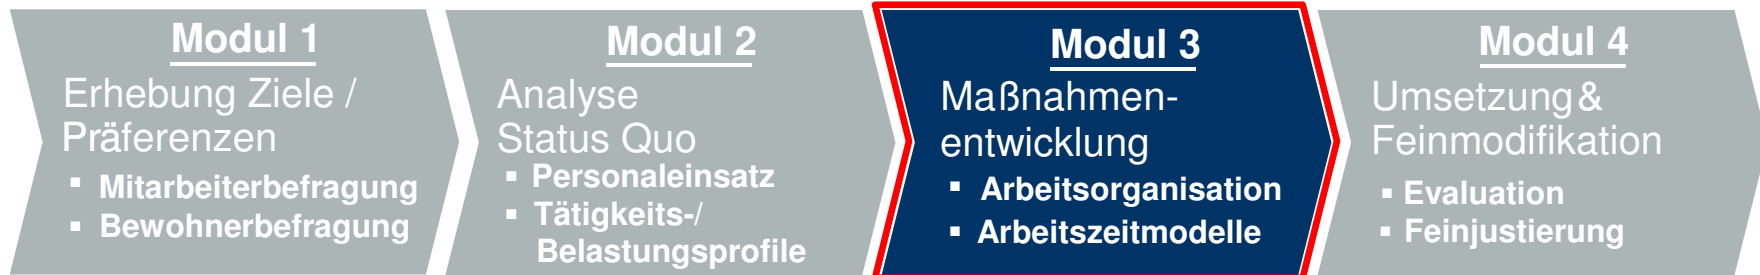 Modul 1
Erhebung Ziele /
Präferenzen
▪ Mitarbeiterbefragung
▪ Bewohnerbefragung
Modul 2
Analyse
Status Quo
▪ Personaleinsatz
▪ Tätigkeits-/
Belastungsprofile
Modul 3
Maßnahmen-
entwicklung
▪ Arbeitsorganisation
▪ Arbeitszeitmodelle
Modul 4
Umsetzung&
Feinmodifikation
▪ Evaluation
▪ Feinjustierung